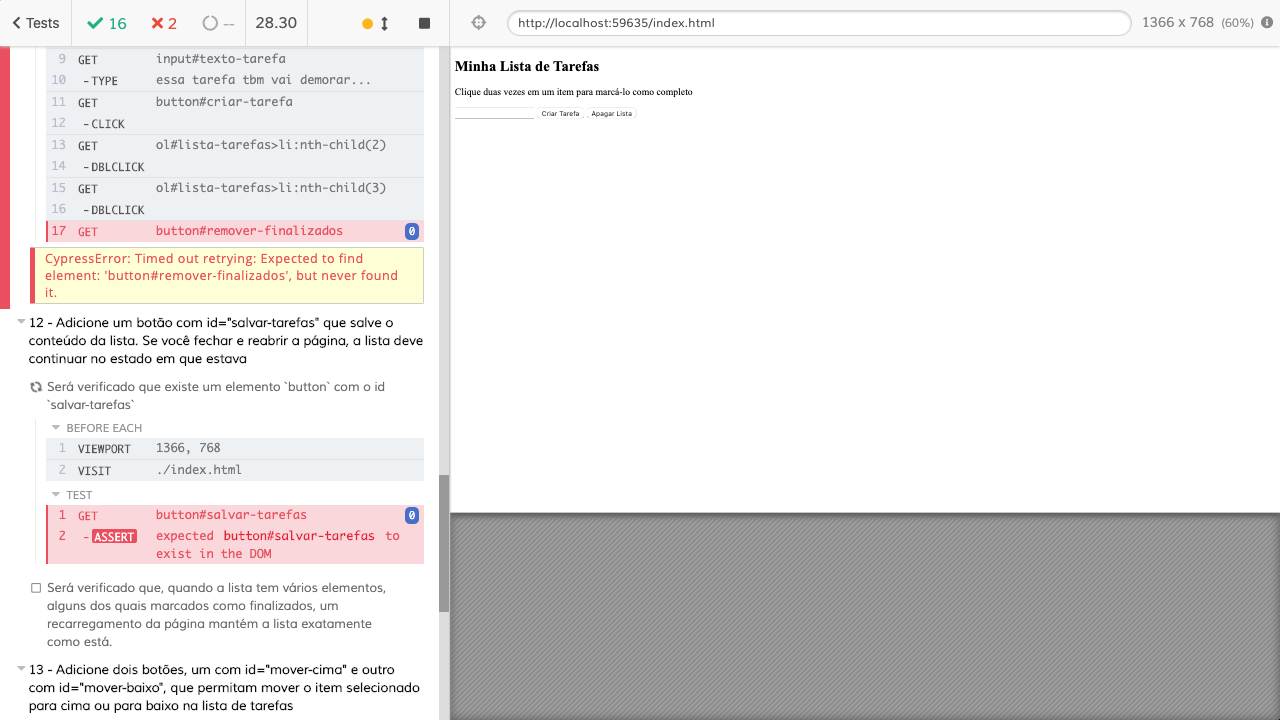 Tests 16 2 -- 28.30 http://localhost:59635/index.html 1366 x 768 (60%)
9 GET input#texto-tarefa
10 -TYPE essa tarefa tbm vai demorar...
11 GET button#criar-tarefa
12 -CLICK
13 GET ol#lista-tarefas>li:nth-child(2)
14 -DBLCLICK
15 GET ol#lista-tarefas>li:nth-child(3)
16 -DBLCLICK
17 GET button#remover-finalizados 0
CypressError: Timed out retrying: Expected to find
element: 'button#remover-finalizados', but never found
it.
12 - Adicione um botão com id="salvar-tarefas" que salve o
conteúdo da lista. Se você fechar e reabrir a página, a lista deve
continuar no estado em que estava
Será verificado que existe um elemento `button` com o id
`salvar-tarefas`
BEFORE EACH
1 VIEWPORT 1366, 768
2 VISIT ./index.html
TEST
1 GET button#salvar-tarefas 0
2 -ASSERT expected button#salvar-tarefas to
exist in the DOM
Será verificado que, quando a lista tem vários elementos,
alguns dos quais marcados como finalizados, um
recarregamento da página mantém a lista exatamente
como está.
13 - Adicione dois botões, um com id="mover-cima" e outro
com id="mover-baixo", que permitam mover o item selecionado
para cima ou para baixo na lista de tarefas
Minha Lista de Tarefas
Clique duas vezes em um item para marcá-lo como completo
Criar Tarefa Apagar Lista